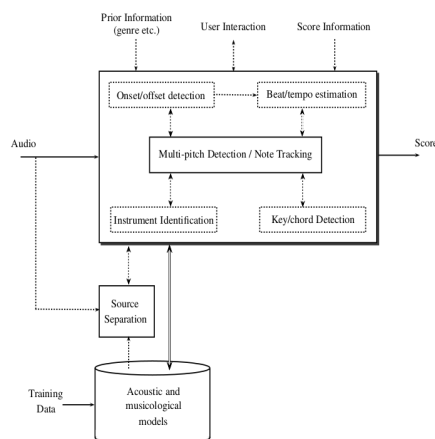 Prior Information
(genre etc.)
User Interaction
Score Information
Onset/offset detection
Beat/tempo estimation
Audio
Multi-pitch Detection / Note Tracking
Score
Instrument Identification
Key/chord Detection
Source
Separation
Training
Data
Acoustic and
musicological
models